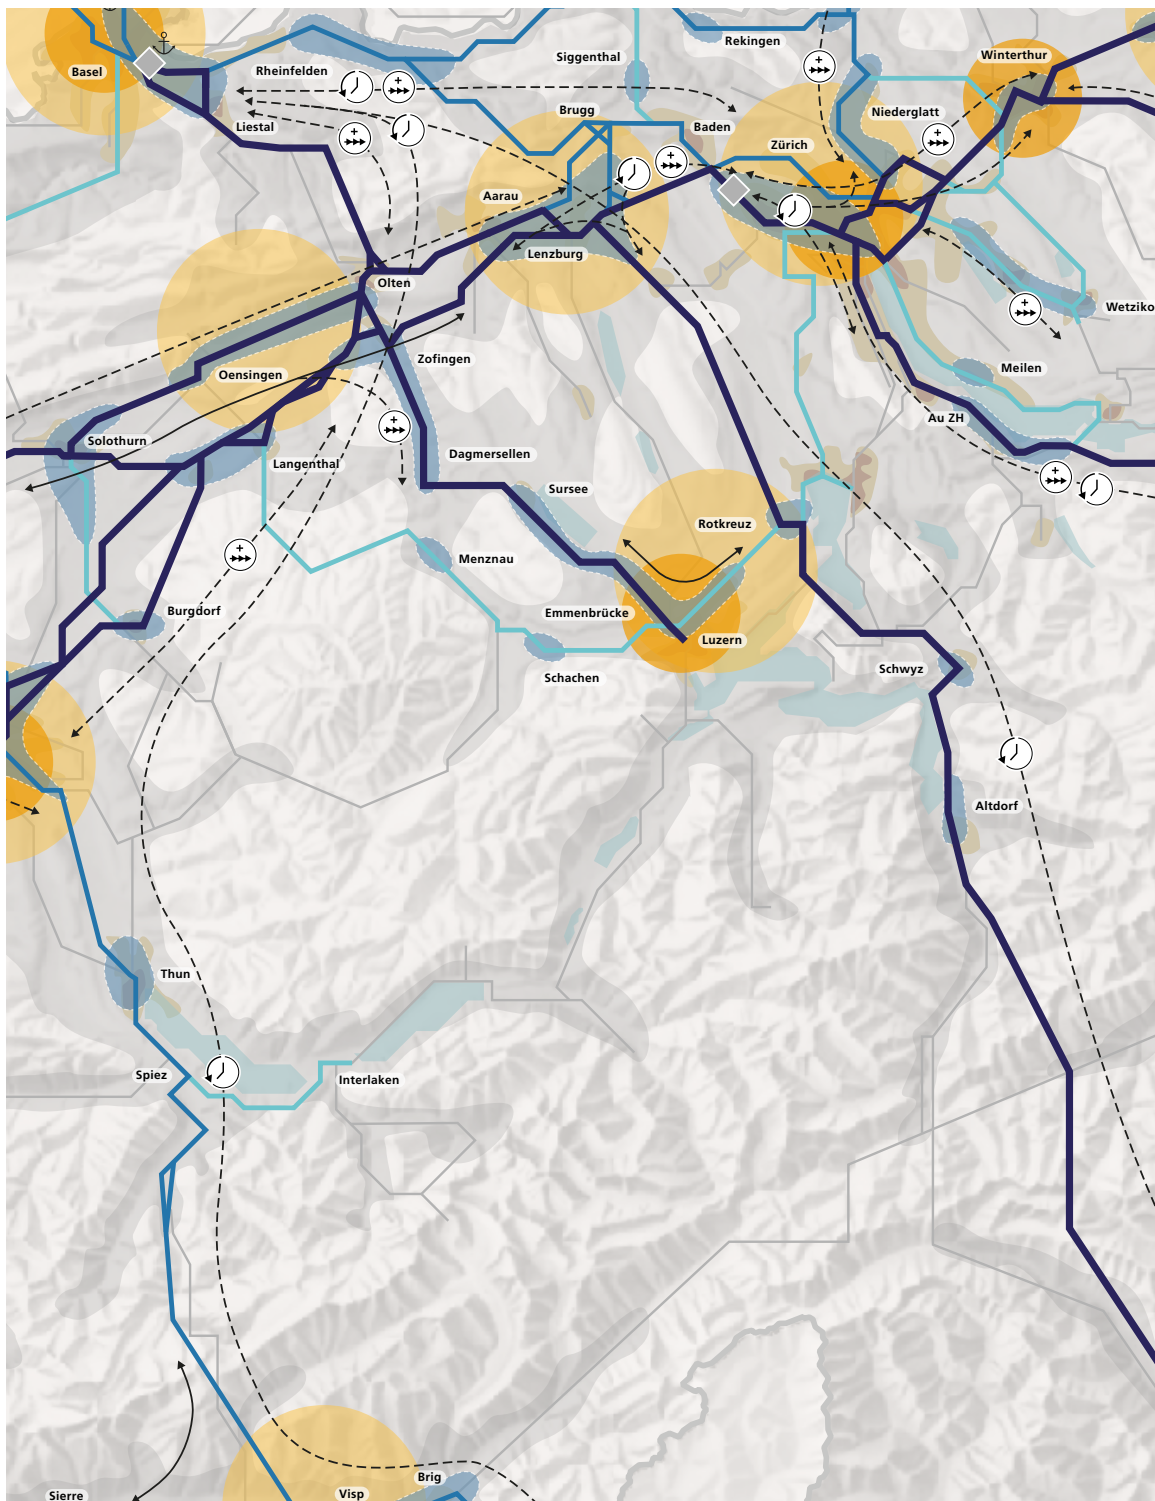 Rekingen
Siggenthal
Winterthur
Basel
Rheinfelden
Brugg
Niederglatt
Liestal
Baden
Zürich
Aarau
Lenzburg
Olten
Wetziko
Zofingen
Oensingen
Meilen
Au ZH
Solothurn
Dagmersellen
Langenthal
Sursee
Rotkreuz
Menznau
Burgdorf
Emmenbrücke
Luzern
Schachen
Schwyz
Altdorf
Thun
Spiez
Interlaken
Brig
Visp
Sierre